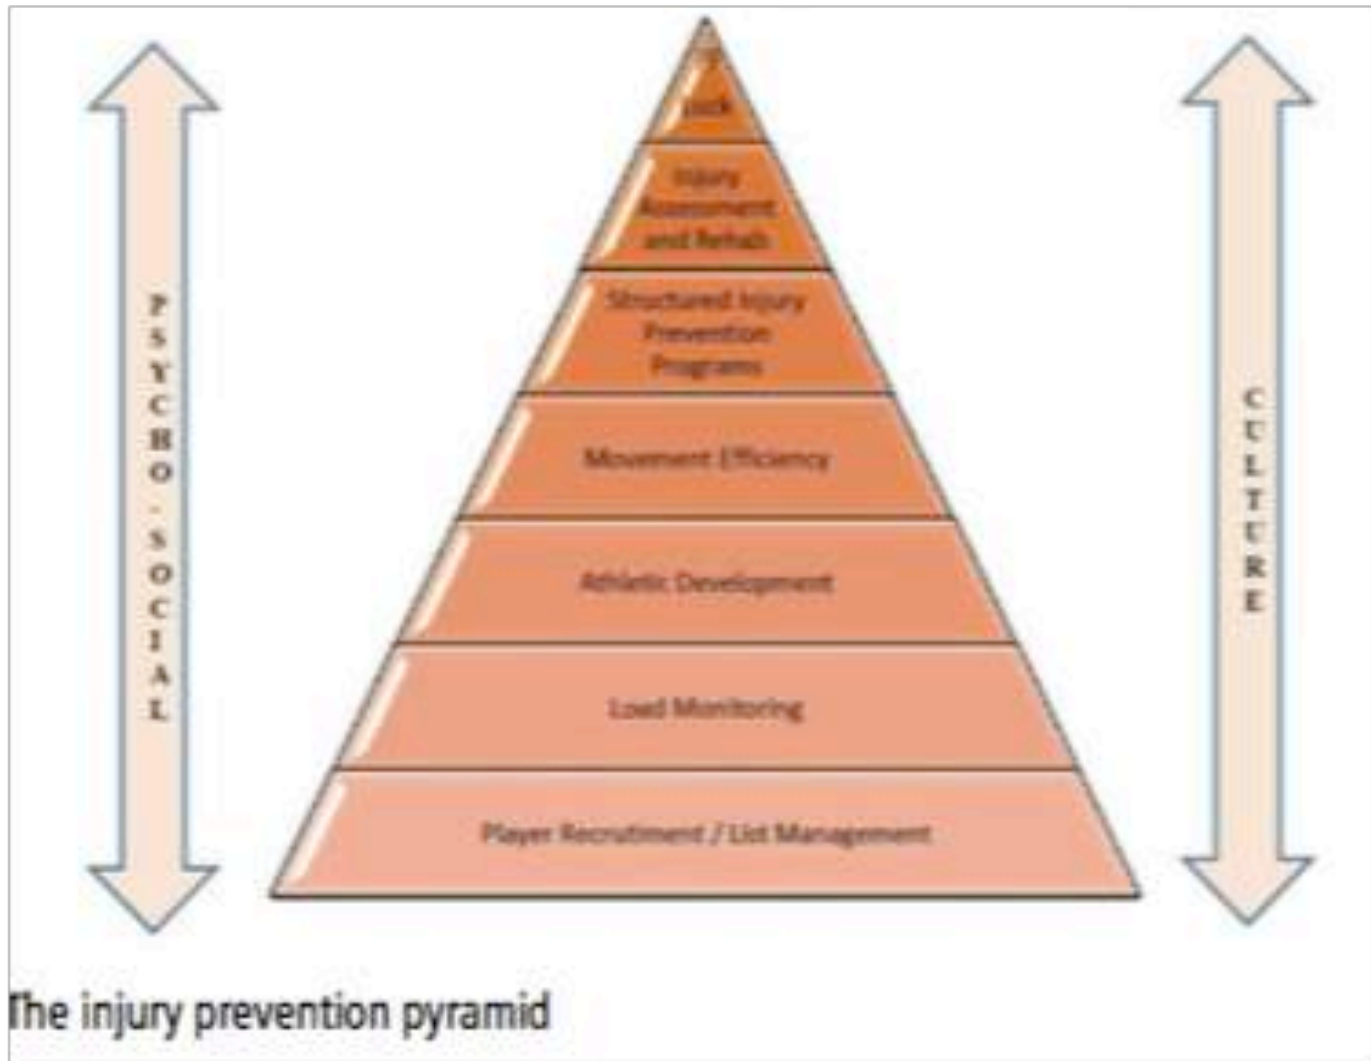 PSYCHO-SOCIAL
Luck
Injury
Assessment
and Rehab
Structured Injury
Prevention
Programs
Movement Efficiency
Athletic Development
Load Monitoring
Player Recrutiment / List Management
CULTURE
The injury prevention pyramid